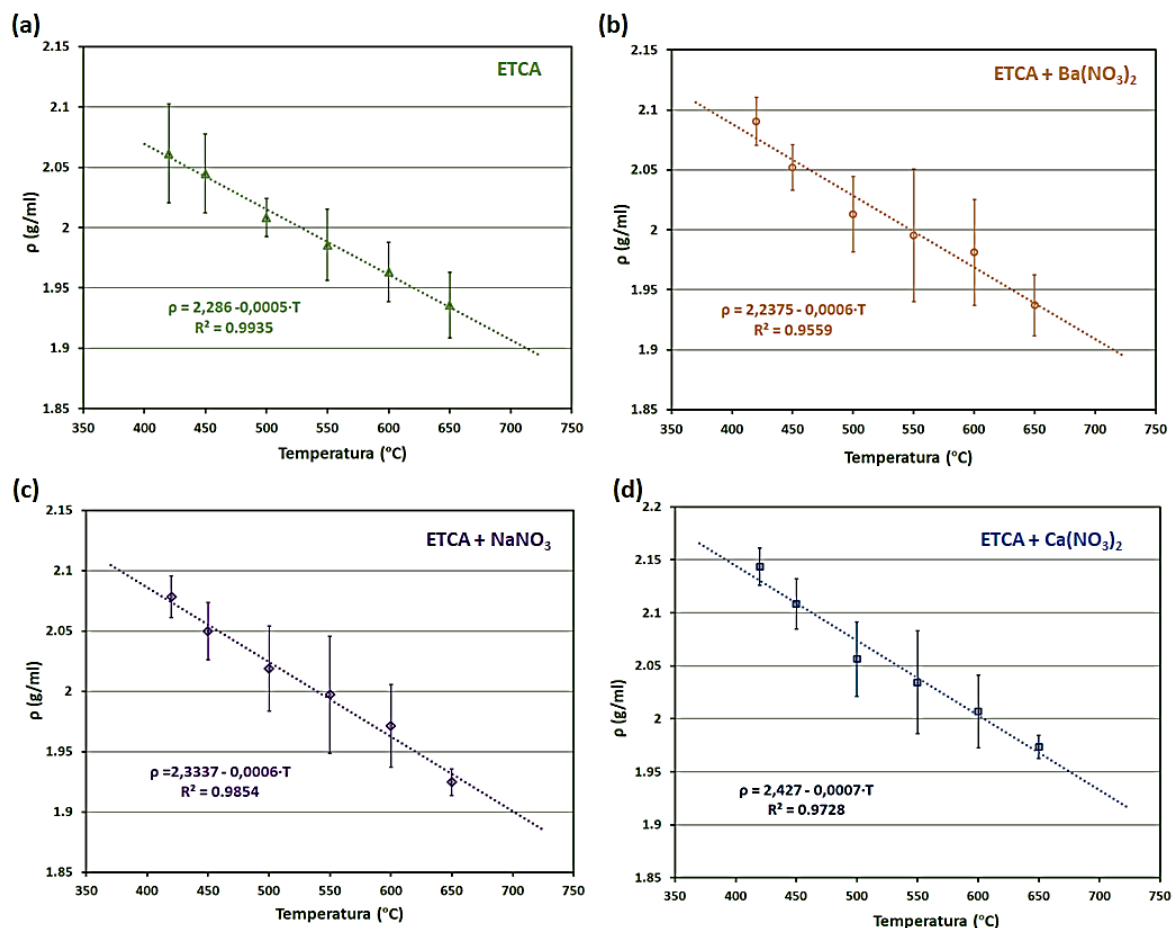 (a)
ETCA
2.15
2.1
2.05
2
1.95
1.9
1.85
ρ (g/ml)
ρ = 2,286 -0,0005·T
R² = 0.9935
350 400 450 500 550 600 650 700 750
Temperatura (°C)
(b)
ETCA + Ba(NO₃)₂
2.15
2.1
2.05
2
1.95
1.9
1.85
ρ (g/ml)
ρ = 2,2375 - 0,0006·T
R² = 0.9559
350 400 450 500 550 600 650 700 750
Temperatura (°C)
(c)
ETCA + NaNO₃
2.15
2.1
2.05
2
1.95
1.9
1.85
ρ (g/ml)
ρ =2,3337 - 0,0006·T
R² = 0.9854
350 400 450 500 550 600 650 700 750
Temperatura (°C)
(d)
ETCA + Ca(NO₃)₂
2.2
2.15
2.1
2.05
2
1.95
1.9
1.85
ρ (g/ml)
ρ = 2,427 - 0,0007·T
R² = 0.9728
350 400 450 500 550 600 650 700 750
Temperatura (°C)